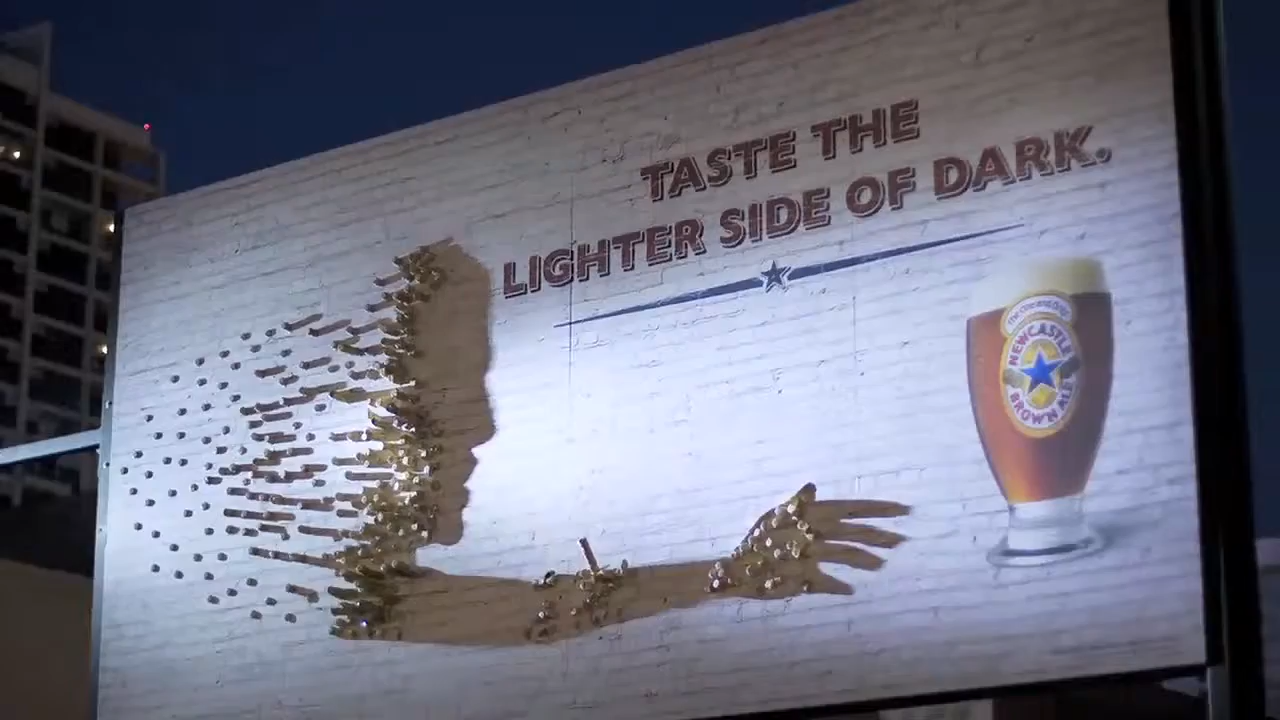 TASTE THE
LIGHTER SIDE OF DARK.
NEWCASTLE
BROWN ALE